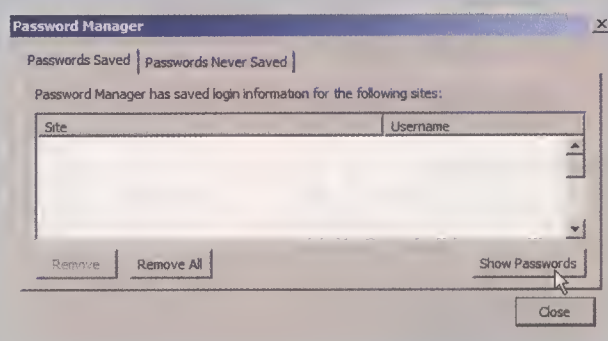 Password Manager
x
Passwords Saved Passwords Never Saved
Password Manager has saved login information for the following sites:
Site Username
Remove Remove All Show Passwords
Close